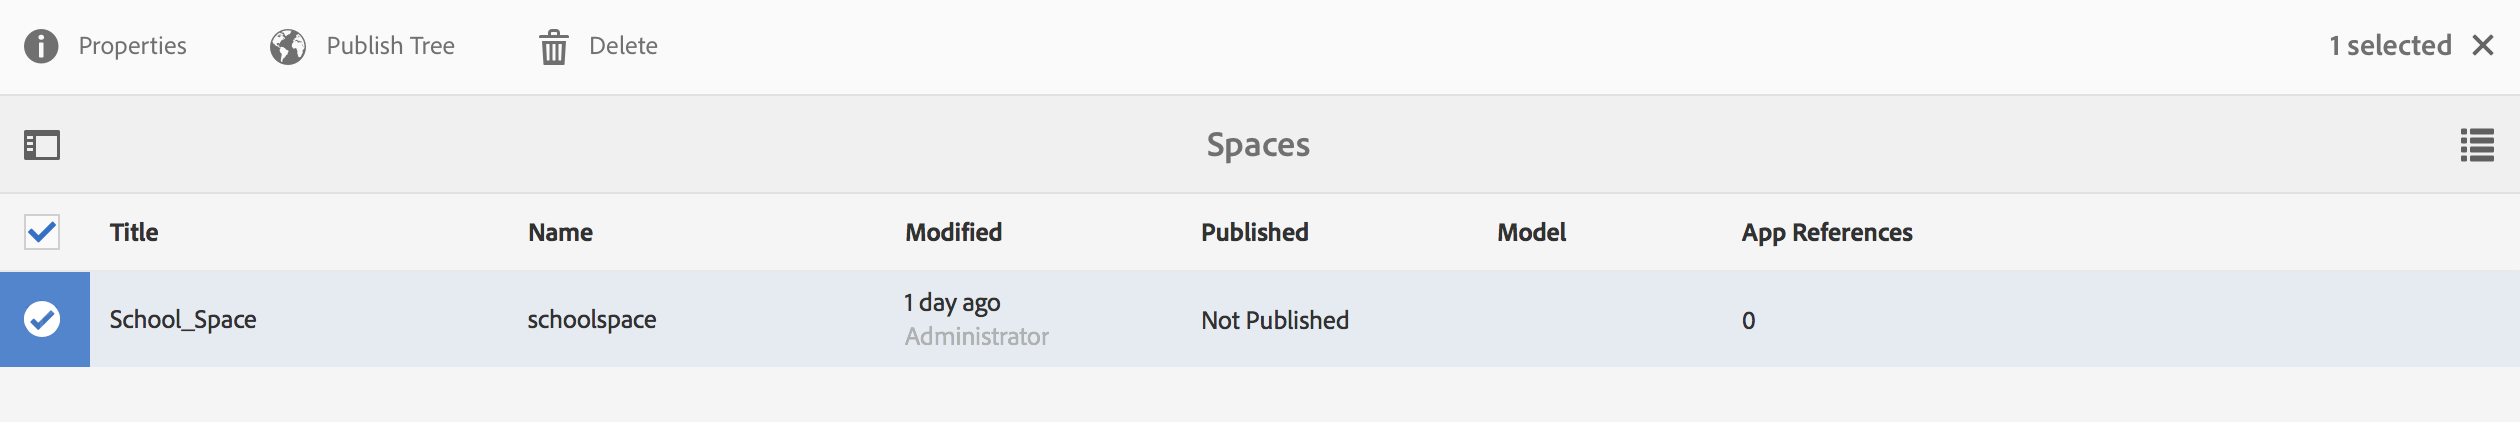 Properties Publish Tree Delete 1 selected
Spaces
Title Name Modified Published Model App References
School_Space schoolspace 1 day ago Not Published 0
Administrator